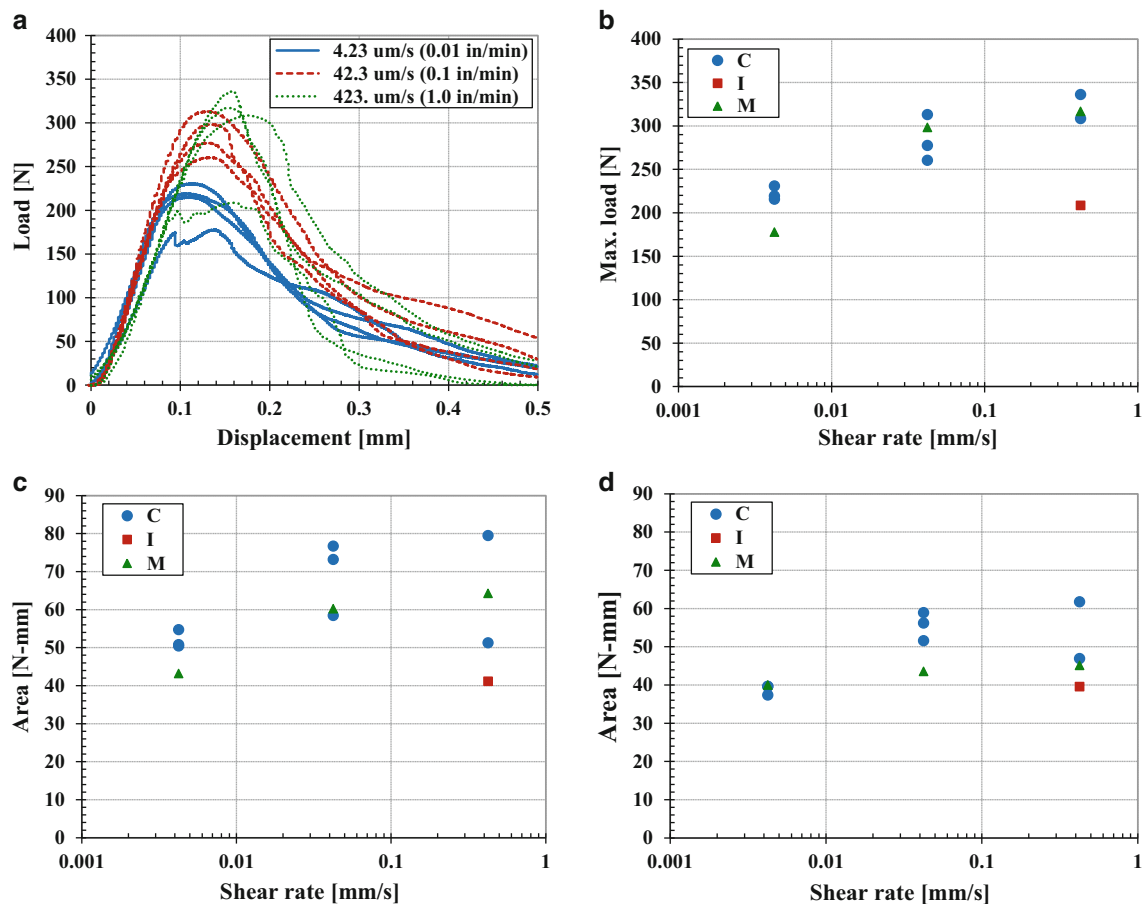 a
400
350
300
250
200
150
100
50
0
Load [N]
0
0.1
0.2
0.3
0.4
0.5
Displacement [mm]
4.23 um/s (0.01 in/min)
42.3 um/s (0.1 in/min)
423. um/s (1.0 in/min)
b
400
350
300
250
200
150
100
50
0
Max. load [N]
0.001
0.01
0.1
1
Shear rate [mm/s]
C
I
M
c
90
80
70
60
50
40
30
20
10
0
Area [N-mm]
0.001
0.01
0.1
1
Shear rate [mm/s]
C
I
M
d
90
80
70
60
50
40
30
20
10
0
Area [N-mm]
0.001
0.01
0.1
1
Shear rate [mm/s]
C
I
M